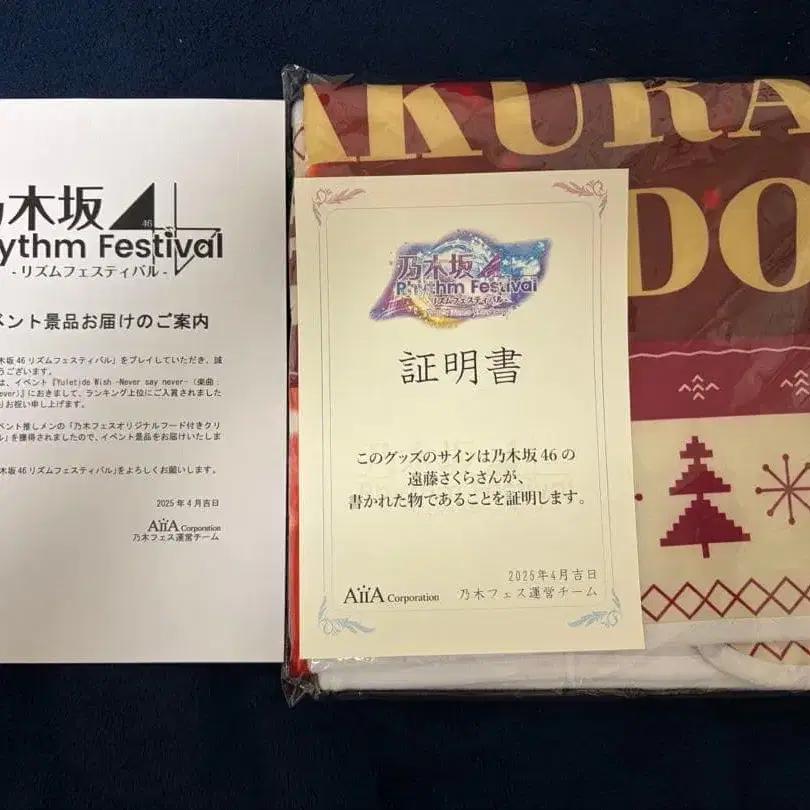 乃木坂46
Rhythm Festival
- リズムフェスティバル -
ベント景品お届けのご案内
木坂46リズムフェスティバル」をプレイしていただき、誠
うございます。
は、イベント『Yuletide Wish -Never say never-（楽曲：
ever)』におきまして、ランキング上位にご入賞されました
りお祝い申し上げます。
ベント推しメンの「乃木フェスオリジナルフード付きタリ
ル」を獲得されましたので、イベント景品をお届けいたしま
木坂46リズムフェスティバル」をよろしくお願いします。
2025年4月吉日
AiiA Corporation
乃木フェス運営チーム
AKURA
DO
乃木坂46
Rhythm Festival
リズムフェスティバル
証明書
このグッズのサインは乃木坂46の
遠藤さくらさんが、
書かれた物であることを証明します。
2025年4月吉日
AiiA Corporation 乃木フェス運営チーム